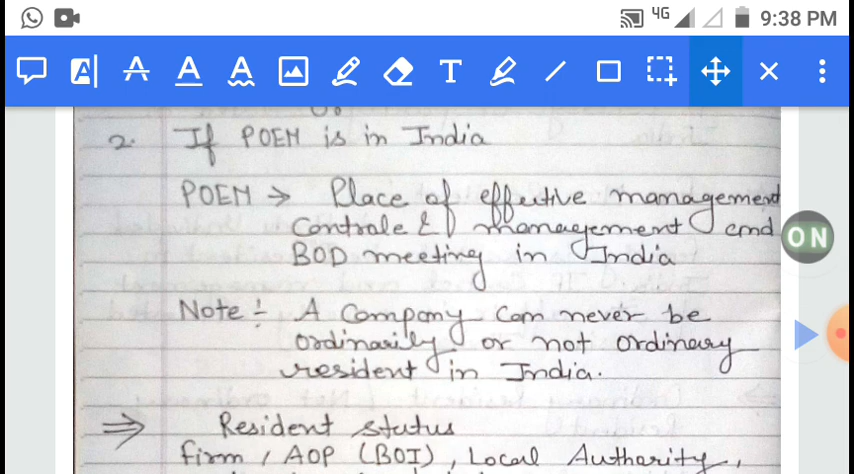 4G 9:38 PM
A A A A T
2. If POEM is in India
POEM → Place of effective management
Controle & management and
BOD meeting in India
ON
Note :- A Company Can never be
ordinarily or not ordinary
resident in India.
⇒ Resident status
firm, AOP (BOI), Local Authority,